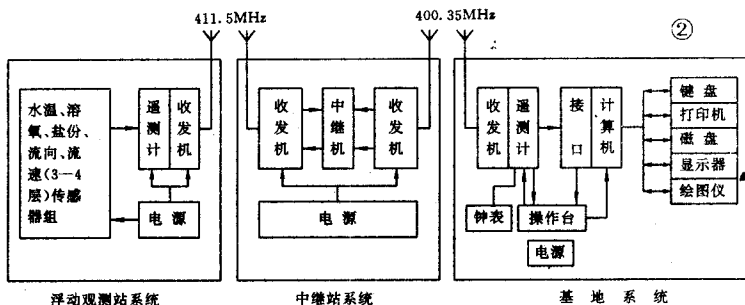 411.5MHz
400.35MHz
②
水温、溶
氧、盐份、
流向、流
速(3—4
层)传感
器组
遥测计
收发机
电源
浮动观测站系统
收发机
中继机
收发机
电源
中继站系统
收发机
遥测计
接口
计算机
键盘
打印机
磁盘
显示器
绘图仪
钟表
操作台
电源
基地系统